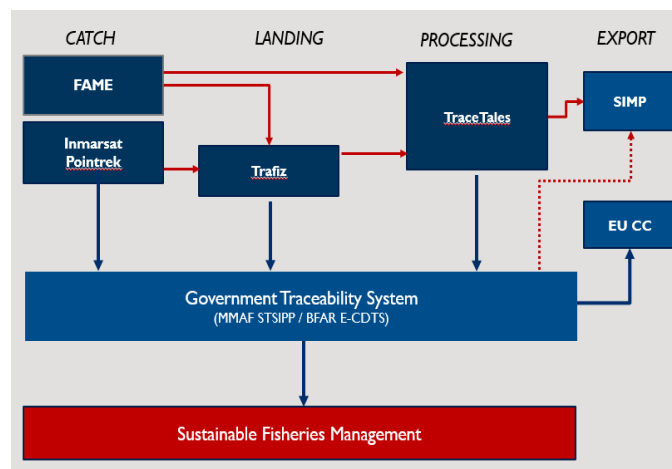 CATCH
LANDING
PROCESSING
EXPORT
FAME
TraceTales
SIMP
Inmarsat
Pointrek
Trafiz
EU CC
Government Traceability System
(MMAF STSIPP / BFAR E-CDTS)
Sustainable Fisheries Management